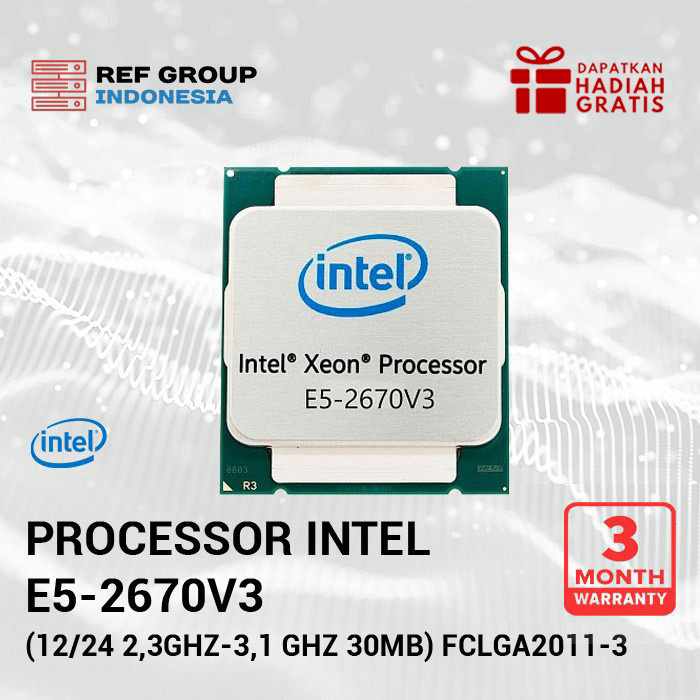 REF GROUP
INDONESIA
DAPATKAN
HADIAH
GRATIS
intel®
Intel® Xeon® Processor
E5-2670V3
0803
R3
intel
PROCESSOR INTEL
E5-2670V3
(12/24 2,3GHZ-3,1 GHZ 30MB) FCLGA2011-3
3
MONTH
WARRANTY